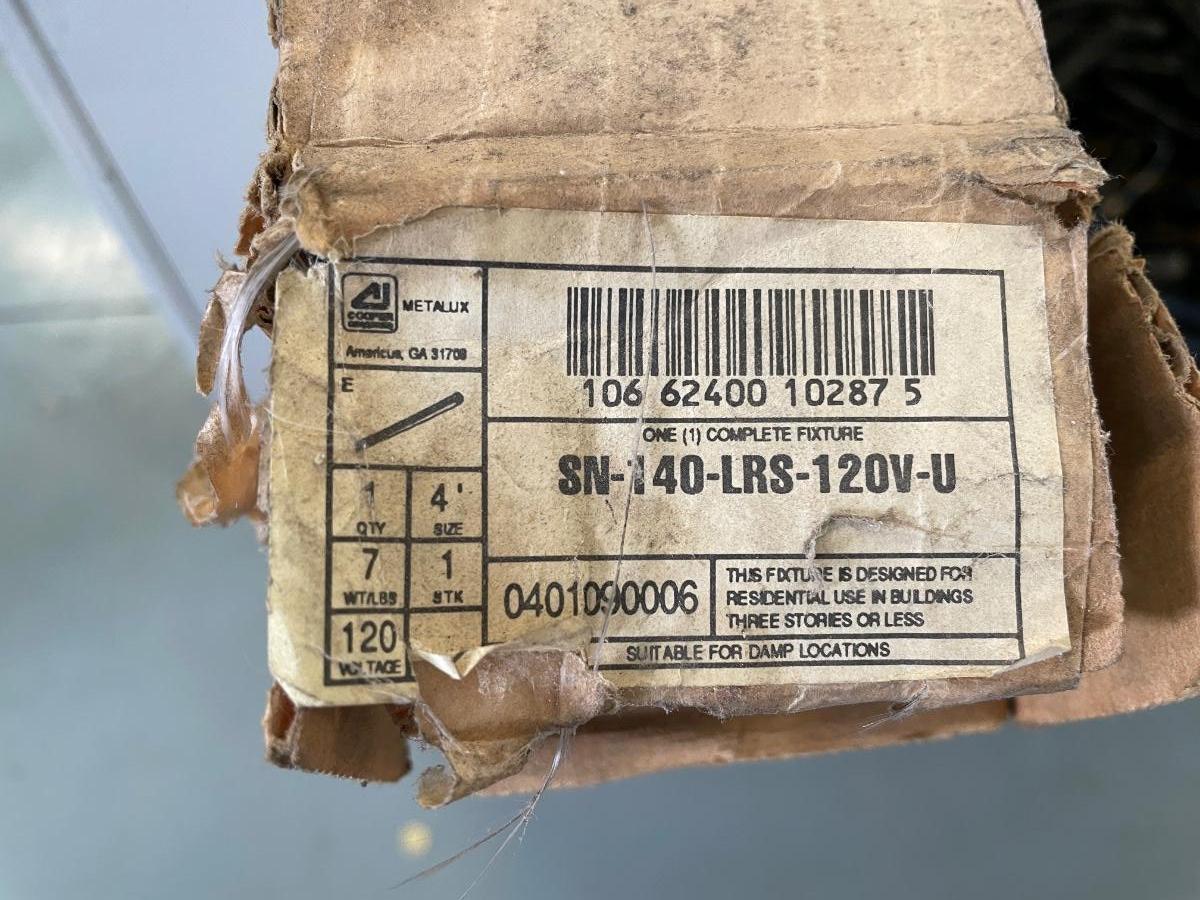 COOPER
METALUX
Americus, GA 31709
E
1
QTY
4'
SIZE
7
WT/LBS
1
STK
120
VOLTAGE
106 62400 10287 5
ONE (1) COMPLETE FIXTURE
SN-140-LRS-120V-U
0401090006
THIS FIXTURE IS DESIGNED FOR
RESIDENTIAL USE IN BUILDINGS
THREE STORIES OR LESS
SUITABLE FOR DAMP LOCATIONS